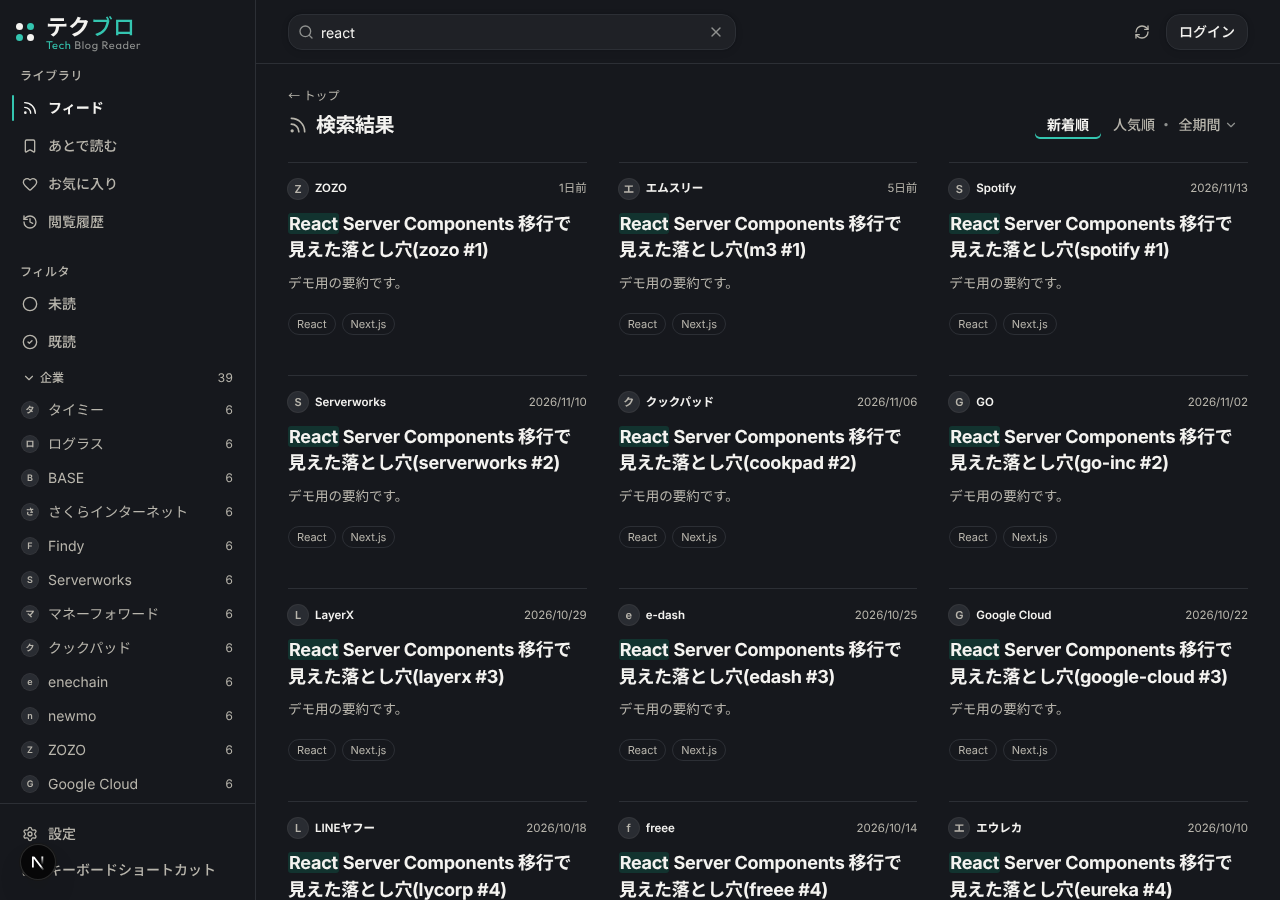 テクブロ
Tech Blog Reader
ライブラリ
フィード
あとで読む
お気に入り
閲覧履歴
フィルタ
未読
既読
企業 39
タ タイミー 6
ロ ログラス 6
B BASE 6
さ さくらインターネット 6
F Findy 6
S Serverworks 6
マ マネーフォワード 6
ク クックパッド 6
e enechain 6
n newmo 6
Z ZOZO 6
G Google Cloud 6
設定
N
キーボードショートカット
react
ログイン
← トップ
検索結果
新着順 人気順 • 全期間
Z ZOZO 1日前
React Server Components 移行で
見えた落とし穴(zozo #1)
デモ用の要約です。
React Next.js
エ エムスリー 5日前
React Server Components 移行で
見えた落とし穴(m3 #1)
デモ用の要約です。
React Next.js
S Spotify 2026/11/13
React Server Components 移行で
見えた落とし穴(spotify #1)
デモ用の要約です。
React Next.js
S Serverworks 2026/11/10
React Server Components 移行で
見えた落とし穴(serverworks #2)
デモ用の要約です。
React Next.js
ク クックパッド 2026/11/06
React Server Components 移行で
見えた落とし穴(cookpad #2)
デモ用の要約です。
React Next.js
G GO 2026/11/02
React Server Components 移行で
見えた落とし穴(go-inc #2)
デモ用の要約です。
React Next.js
L LayerX 2026/10/29
React Server Components 移行で
見えた落とし穴(layerx #3)
デモ用の要約です。
React Next.js
e e-dash 2026/10/25
React Server Components 移行で
見えた落とし穴(edash #3)
デモ用の要約です。
React Next.js
G Google Cloud 2026/10/22
React Server Components 移行で
見えた落とし穴(google-cloud #3)
デモ用の要約です。
React Next.js
L LINEヤフー 2026/10/18
React Server Components 移行で
見えた落とし穴(lycorp #4)
f freee 2026/10/14
React Server Components 移行で
見えた落とし穴(freee #4)
エ エウレカ 2026/10/10
React Server Components 移行で
見えた落とし穴(eureka #4)